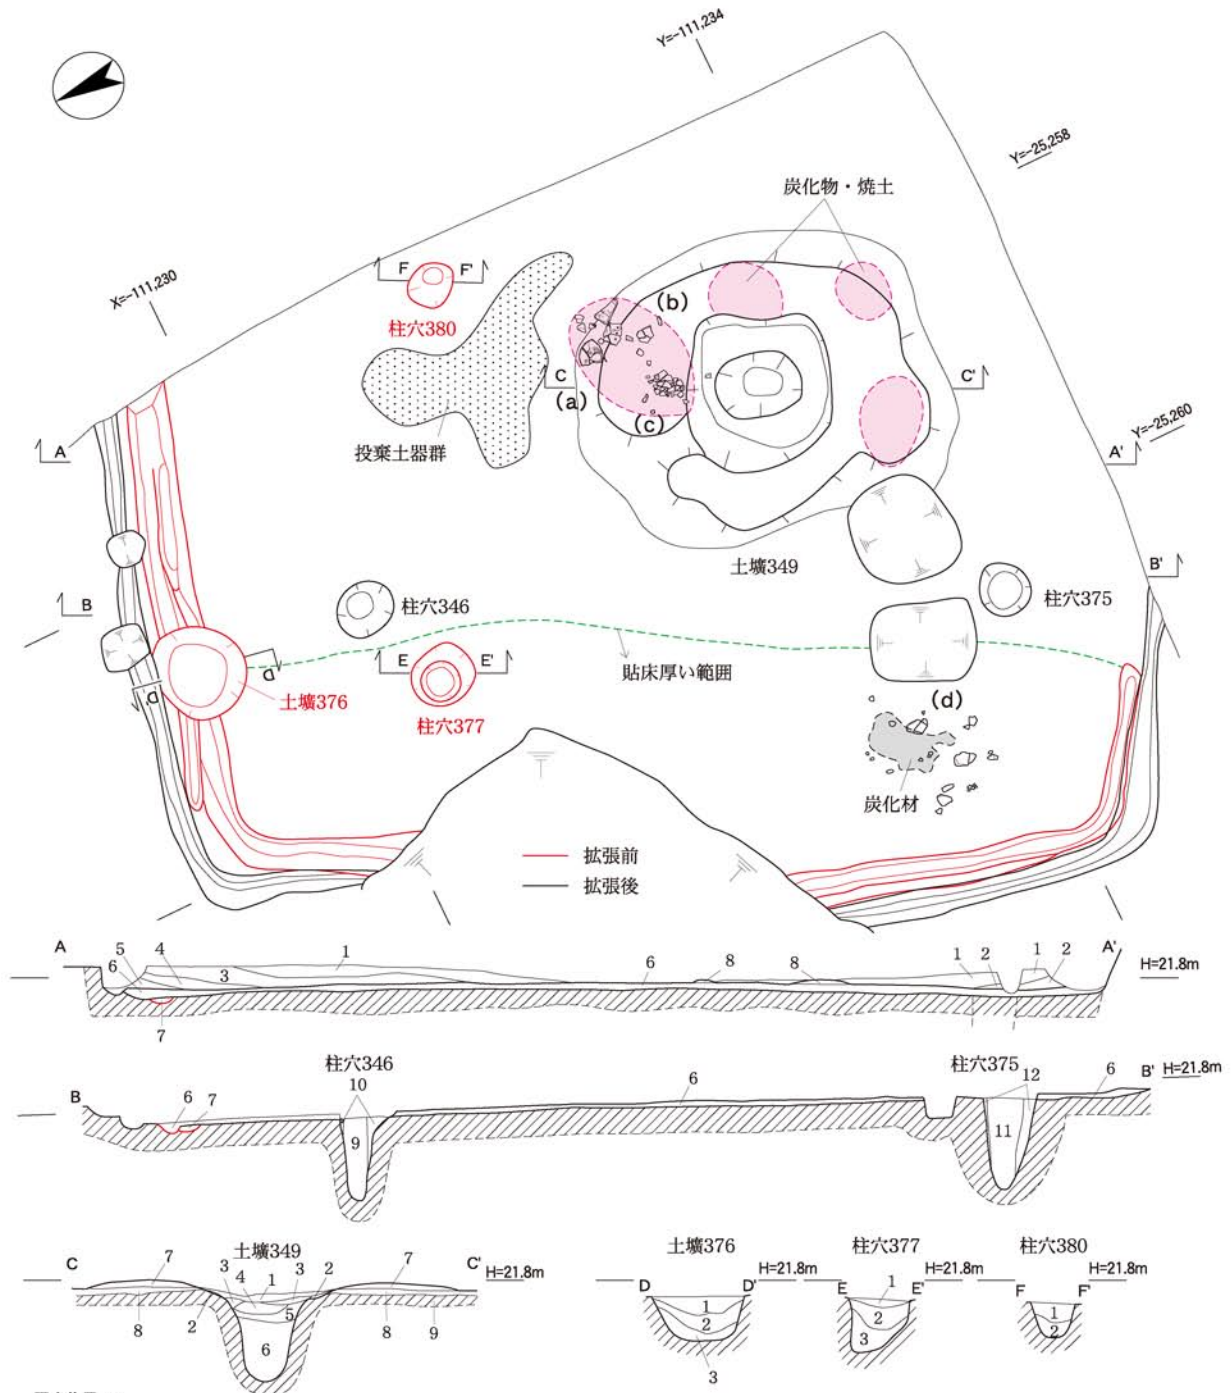 Y=-111,234
Y=-25,258
炭化物・焼土
X=-111,230
F F'
柱穴380
(b)
C C'
(a)
(c)
投棄土器群
Y=-25,260
A A'
土壙349
B B'
柱穴346
柱穴375
E E'
貼床厚い範囲
D D'
土壙376
柱穴377
(d)
炭化材
拡張前
拡張後
A 5 4 1 6 8 8 1 2 1 2 A'
6 3 H=21.8m
7
柱穴346 柱穴375
B 6 7 10 6 12 6 B' H=21.8m
9 11
土壙349 土壙376 柱穴377 柱穴380
C 7 3 4 1 3 2 7 C' H=21.8m
D D' H=21.8m E 1 E' H=21.8m F F' H=21.8m
8 2 5 8 9 1 2 1
6 2 3 2
3